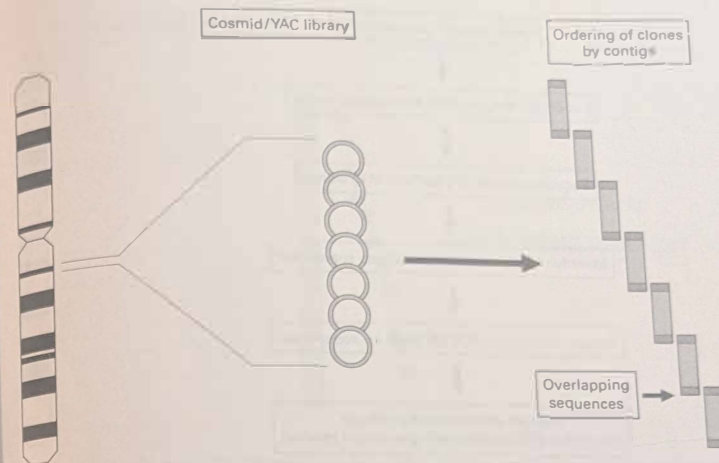 Cosmid/YAC library
Ordering of clones
by contigs
Overlapping
sequences